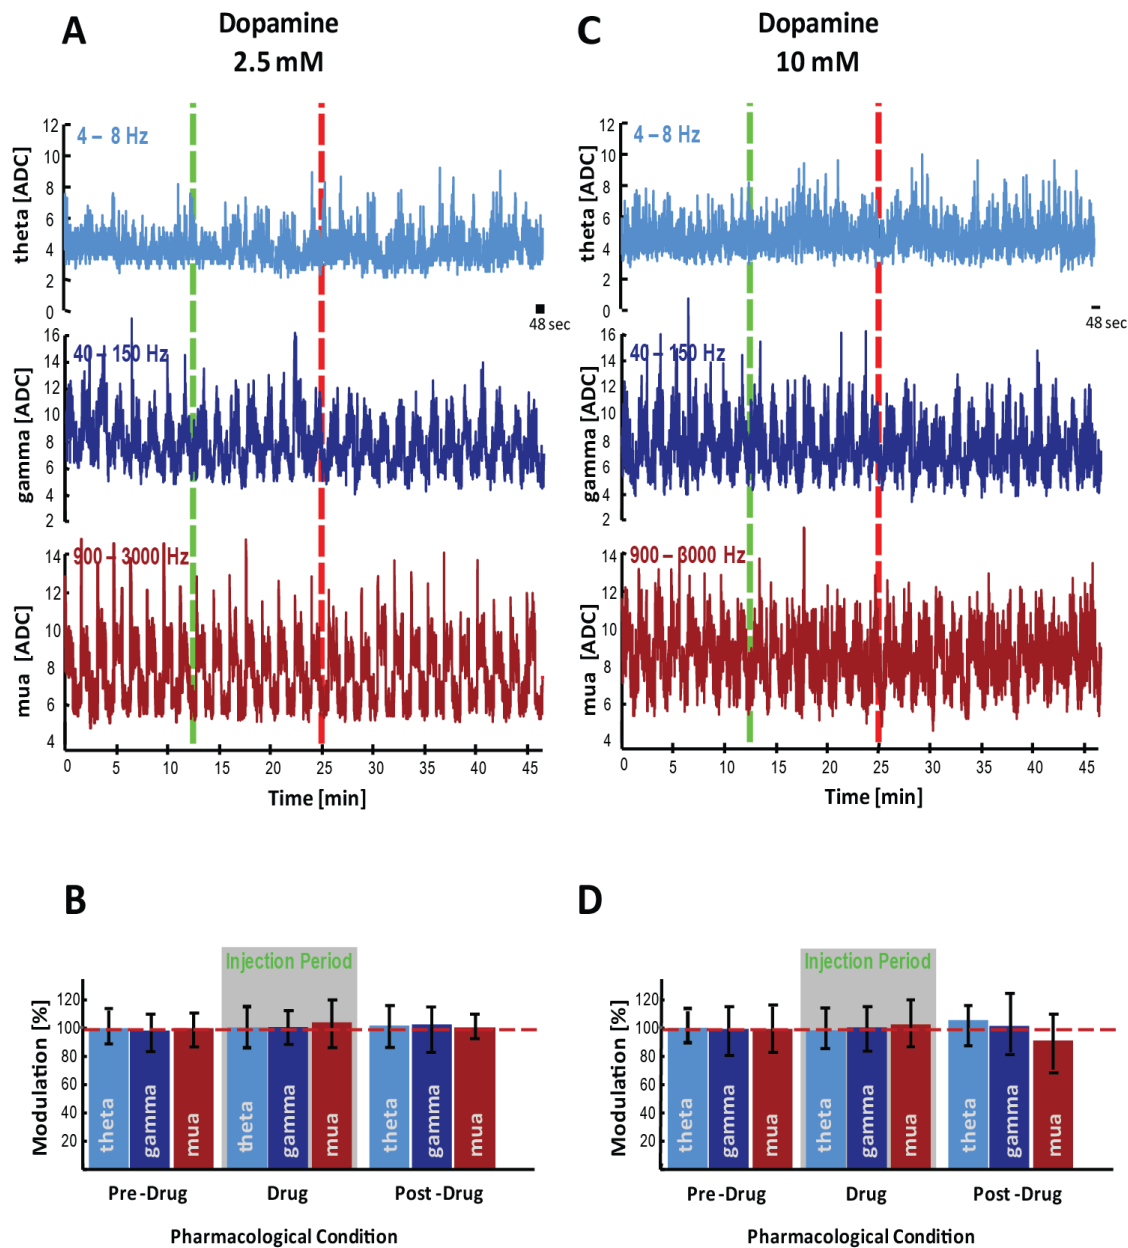 A
Dopamine
2.5 mM
12
10
8
6
4
2
0
theta [ADC]
4 – 8 Hz
48 sec
16
14
12
10
8
6
4
2
gamma [ADC]
40 – 150 Hz
14
12
10
8
6
4
mua [ADC]
900 – 3000 Hz
0 5 10 15 20 25 30 35 40 45
Time [min]
C
Dopamine
10 mM
12
10
8
6
4
2
0
theta [ADC]
4 – 8 Hz
48 sec
16
14
12
10
8
6
4
2
gamma [ADC]
40 – 150 Hz
14
12
10
8
6
4
mua [ADC]
900 – 3000 Hz
0 5 10 15 20 25 30 35 40 45
Time [min]
B
Injection Period
120
100
80
60
40
20
Modulation [%]
theta gamma mua theta gamma mua theta gamma mua
Pre-Drug Drug Post-Drug
Pharmacological Condition
D
Injection Period
120
100
80
60
40
20
Modulation [%]
theta gamma mua theta gamma mua theta gamma mua
Pre-Drug Drug Post-Drug
Pharmacological Condition